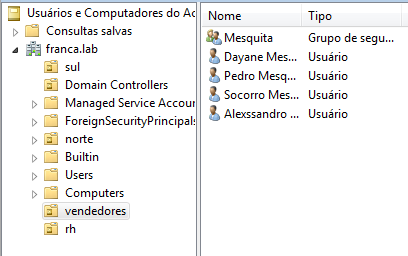 Usuários e Computadores do Ac
Consultas salvas
franca.lab
sul
Domain Controllers
Managed Service Accoun
ForeignSecurityPrincipals
norte
Builtin
Users
Computers
vendedores
rh
Nome Tipo
Mesquita Grupo de segu...
Dayane Mes... Usuário
Pedro Mesq... Usuário
Socorro Mes... Usuário
Alexssandro ... Usuário